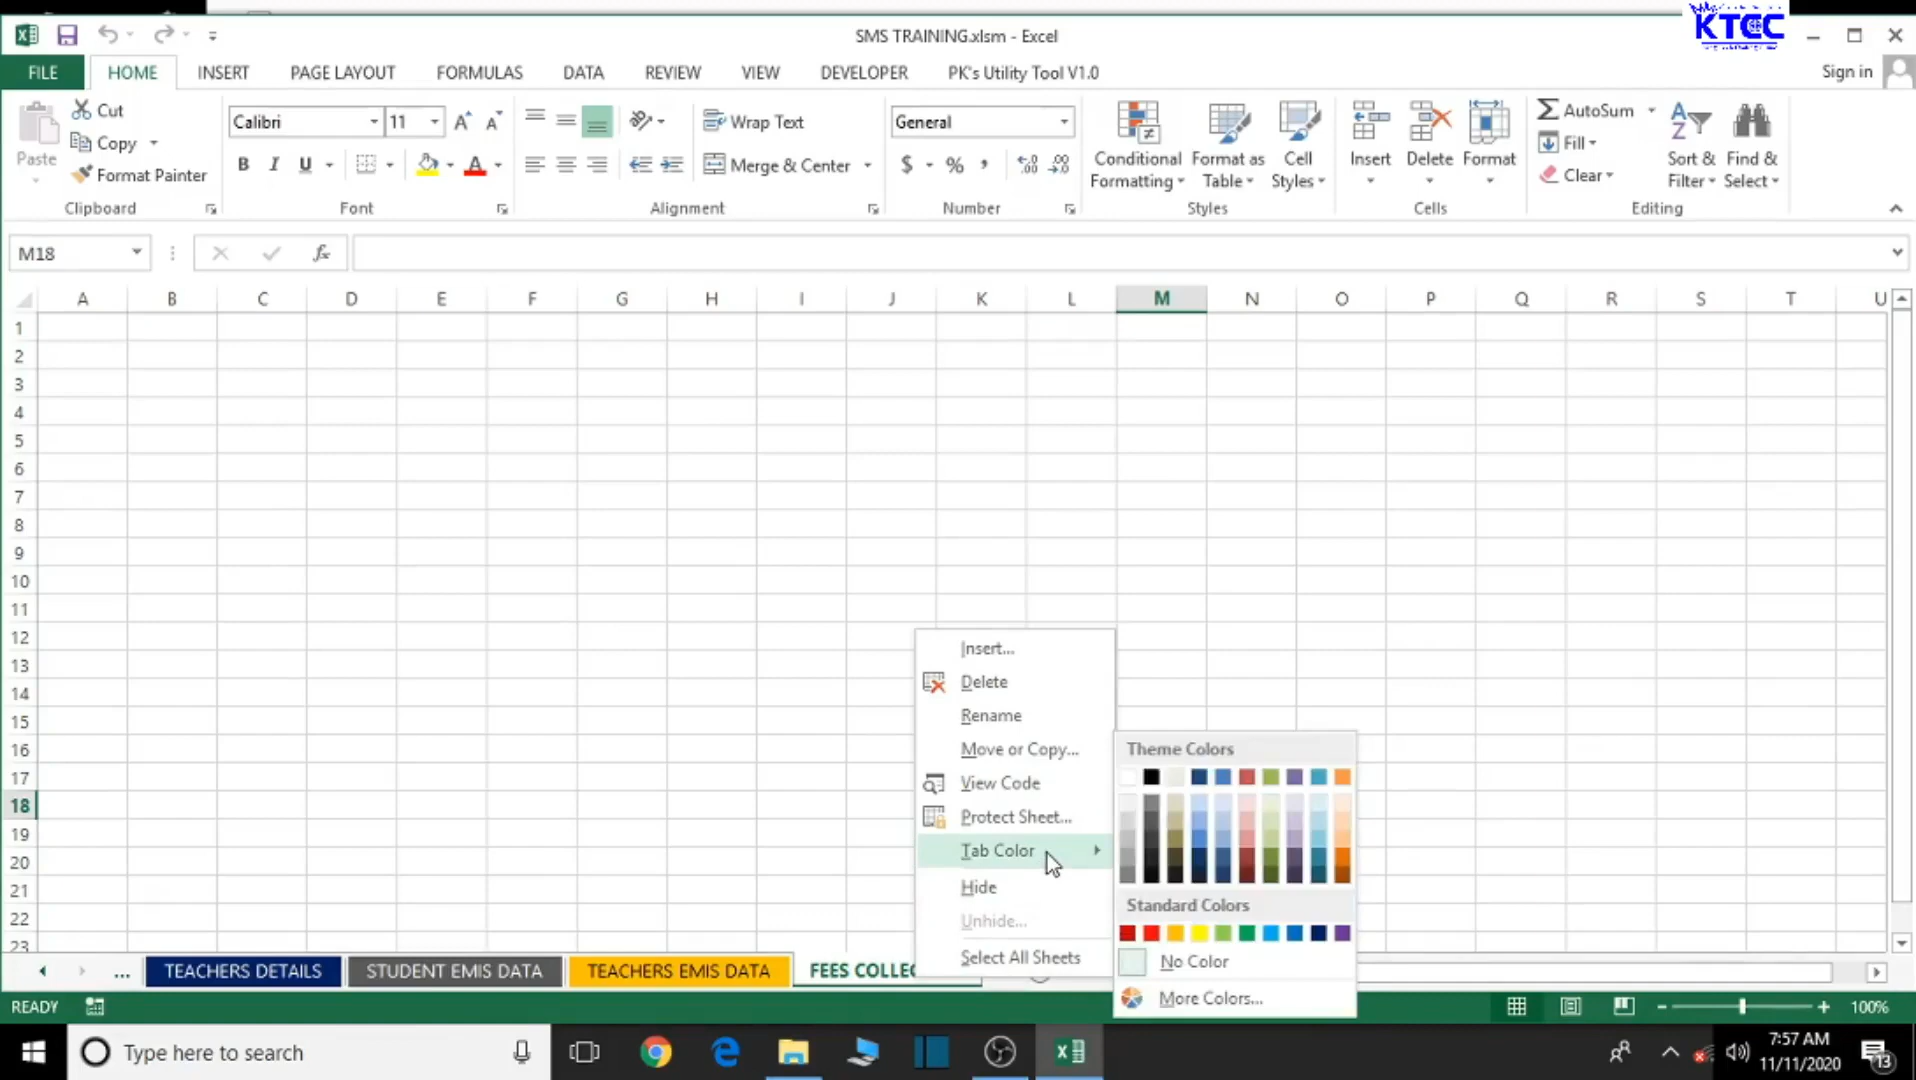 KTCC
SMS TRAINING.xlsm - Excel
FILE HOME INSERT PAGE LAYOUT FORMULAS DATA REVIEW VIEW DEVELOPER PK's Utility Tool V1.0 Sign in
Paste
Cut
Copy
Format Painter
Clipboard
Calibri 11
B I U A
Font
Wrap Text
Merge & Center
Alignment
General
$ % ,
Number
Conditional Formatting
Format as Table
Cell Styles
Styles
Insert
Delete
Format
Cells
AutoSum
Fill
Clear
Sort & Filter
Find & Select
Editing
M18
fx
A B C D E F G H I J K L M N O P Q R S T U
1
2
3
4
5
6
7
8
9
10
11
12
13
14
15
16
17
18
19
20
21
22
23
Insert...
Delete
Rename
Move or Copy...
View Code
Protect Sheet...
Tab Color
Hide
Unhide...
Select All Sheets
Theme Colors
Standard Colors
No Color
More Colors...
... TEACHERS DETAILS STUDENT EMIS DATA TEACHERS EMIS DATA FEES COLLEC
READY 100%
Type here to search
7:57 AM
11/11/2020
13